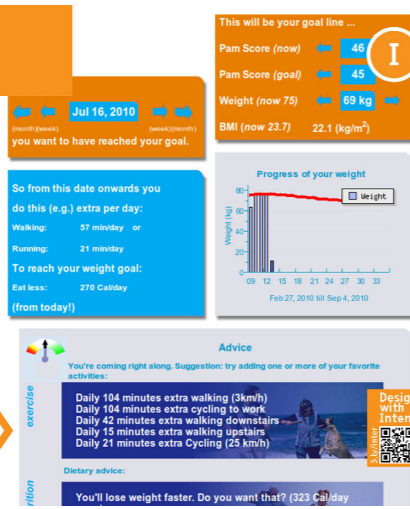 This will be your goal line ...
Pam Score (now) 46
I
Pam Score (goal) 45
Weight (now 75) 69 kg
BMI (now 23.7) 22.1 (kg/m²)
Jul 16, 2010
(month)(week) (week)(month)
you want to have reached your goal.
So from this date onwards you
do this (e.g.) extra per day:
Walking: 57 min/day or
Running: 21 min/day
To reach your weight goal:
Eat less: 270 Cal/day
(from today!)
Progress of your weight
Weight
Weight (kg)
80
60
40
20
0
09 12 15 18 21 24 27 30 33
Feb 27, 2010 till Sep 4, 2010
Advice
You're coming right along. Suggestion: try adding one or more of your favorite
activities:
exercise
Daily 104 minutes extra walking (3km/h)
Daily 104 minutes extra cycling to work
Daily 42 minutes extra walking downstairs
Daily 15 minutes extra walking upstairs
Daily 21 minutes extra Cycling (25 km/h)
Desig
with
Inten
3.ly/inter
Dietary advice:
rition
You'll lose weight faster. Do you want that? (323 Cal/day